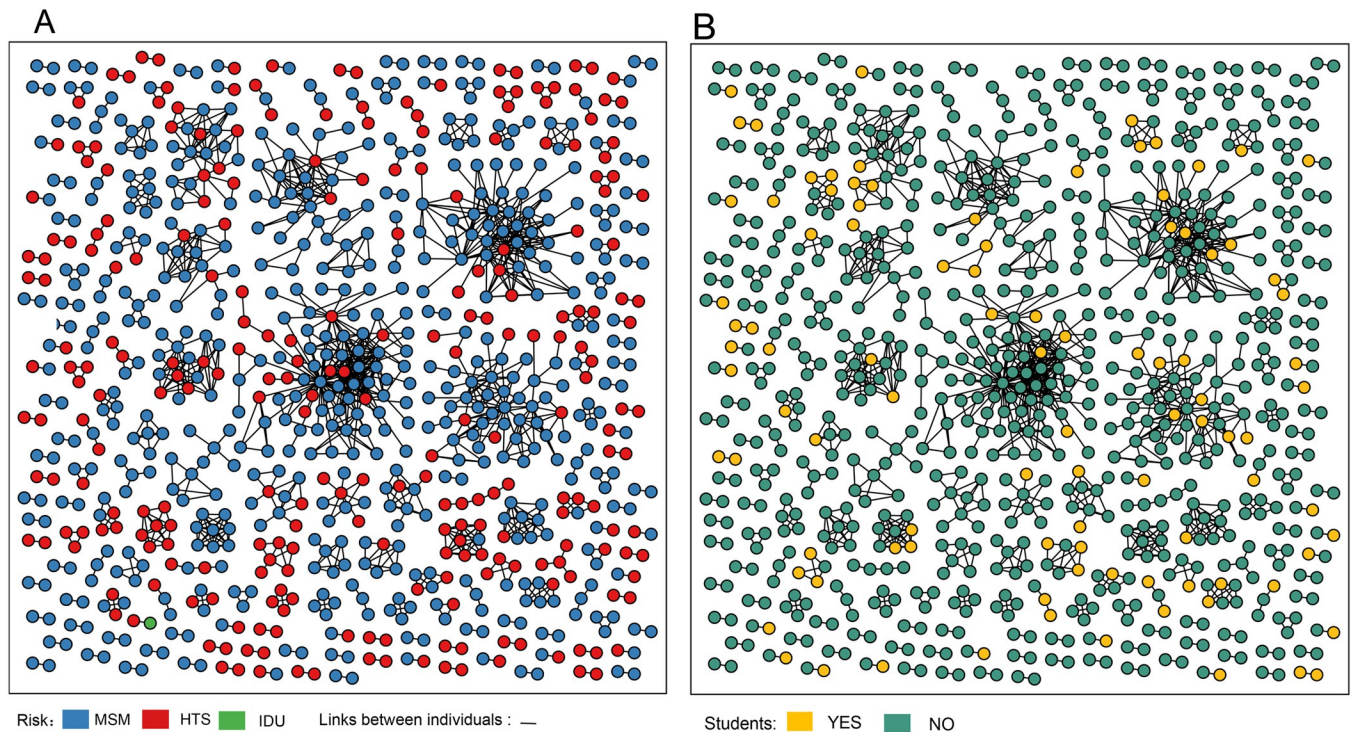 A
B
Risk: MSM HTS IDU Links between individuals : —
Students: YES NO